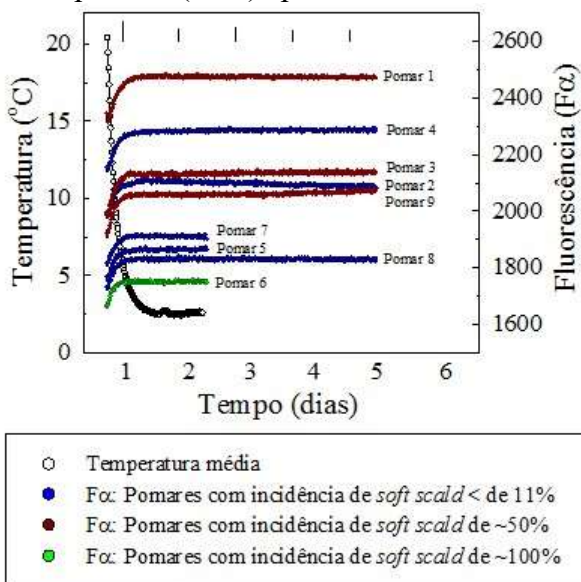 20
15
10
5
0
Temperatura (°C)
2600
2400
2200
2000
1800
1600
Fluorescência (Fα)
Pomar 1
Pomar 4
Pomar 3
Pomar 2
Pomar 9
Pomar 7
Pomar 5
Pomar 8
Pomar 6
1 2 3 4 5 6
Tempo (dias)
Temperatura média
Fα: Pomares com incidência de soft scald < de 11%
Fα: Pomares com incidência de soft scald de ~50%
Fα: Pomares com incidência de soft scald de ~100%